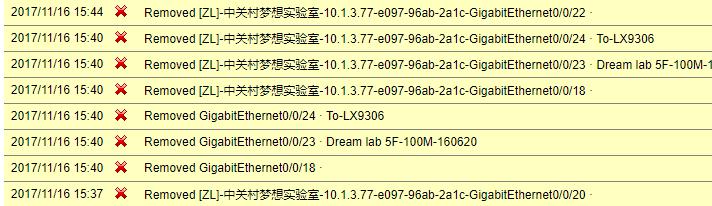 2017/11/16 15:44 Removed [ZL]-中关村梦想实验室-10.1.3.77-e097-96ab-2a1c-GigabitEthernet0/0/22 ·
2017/11/16 15:40 Removed [ZL]-中关村梦想实验室-10.1.3.77-e097-96ab-2a1c-GigabitEthernet0/0/24 · To-LX9306
2017/11/16 15:40 Removed [ZL]-中关村梦想实验室-10.1.3.77-e097-96ab-2a1c-GigabitEthernet0/0/23 · Dream lab 5F-100M-1
2017/11/16 15:40 Removed [ZL]-中关村梦想实验室-10.1.3.77-e097-96ab-2a1c-GigabitEthernet0/0/18 ·
2017/11/16 15:40 Removed GigabitEthernet0/0/24 · To-LX9306
2017/11/16 15:40 Removed GigabitEthernet0/0/23 · Dream lab 5F-100M-160620
2017/11/16 15:40 Removed GigabitEthernet0/0/18 ·
2017/11/16 15:37 Removed [ZL]-中关村梦想实验室-10.1.3.77-e097-96ab-2a1c-GigabitEthernet0/0/20 ·